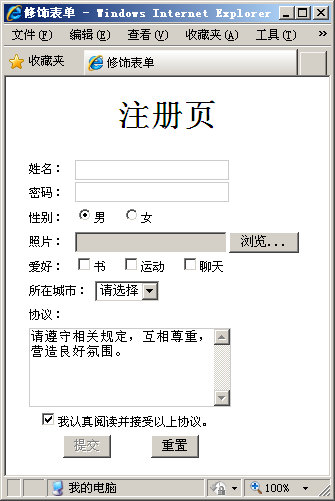 修饰表单 - Windows Internet Explorer
文件(F) 编辑(E) 查看(V) 收藏夹(A) 工具(T) »
收藏夹 修饰表单
注册页
姓名：
密码：
性别： 男 女
照片： 浏览...
爱好： 书 运动 聊天
所在城市： 请选择
协议：
请遵守相关规定，互相尊重，
营造良好氛围。
我认真阅读并接受以上协议。
提交 重置
我的电脑 100%